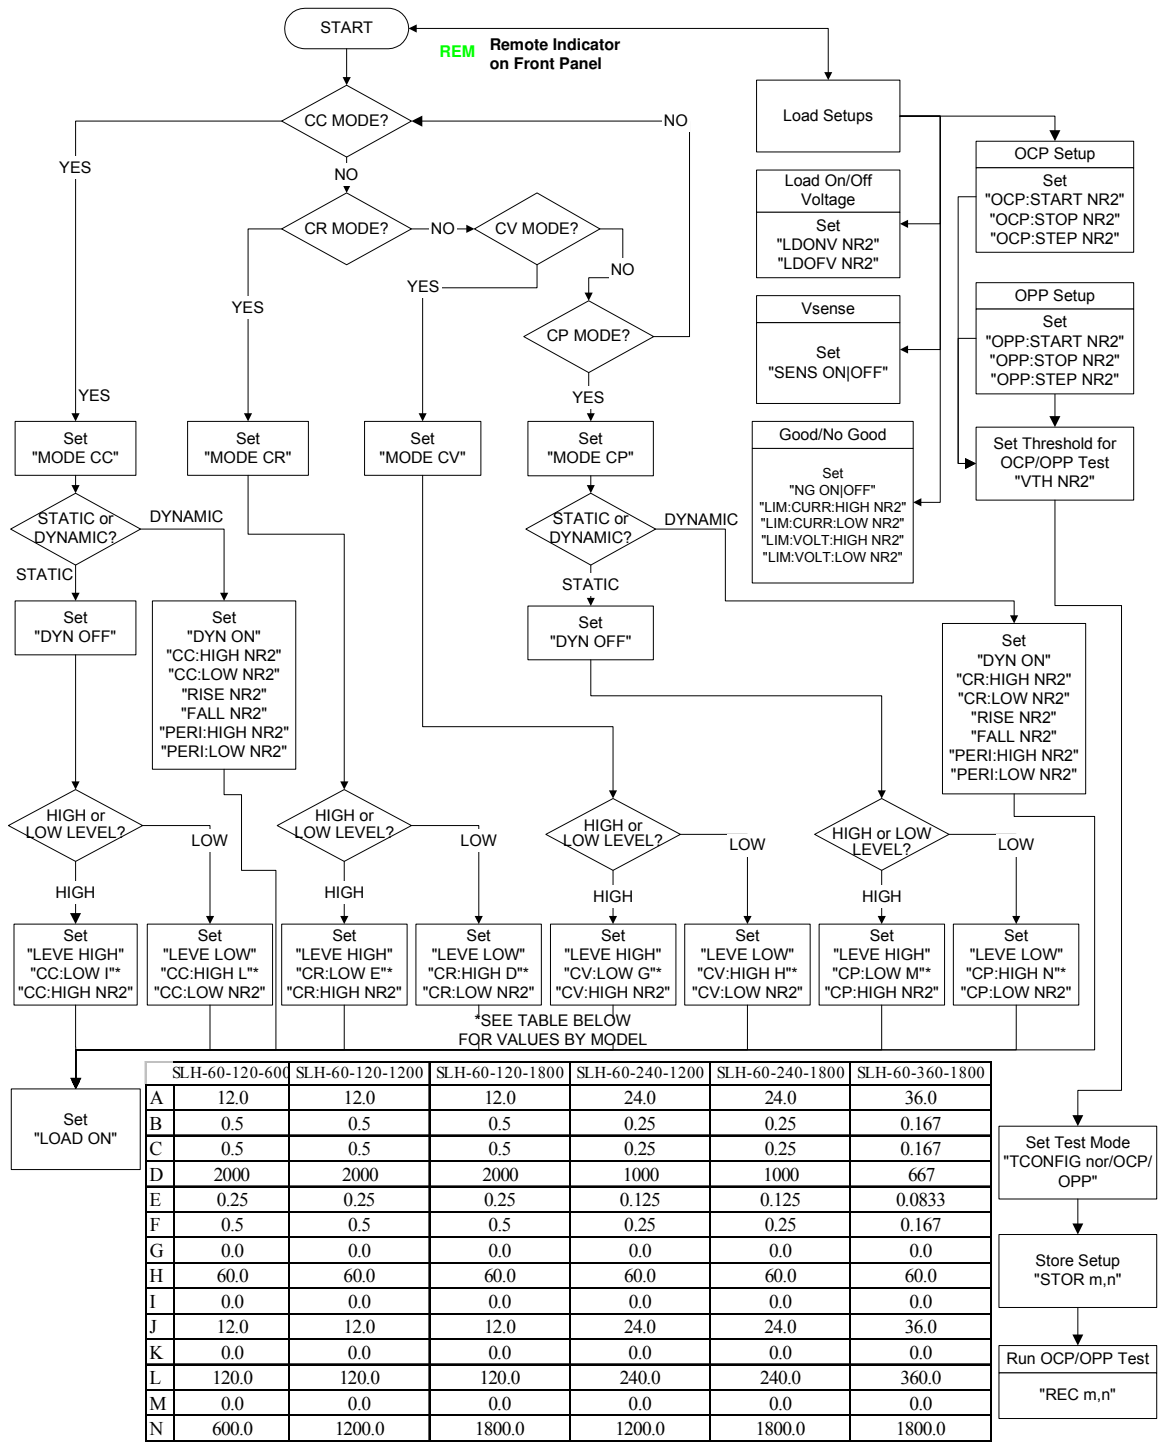 START
REM
Remote Indicator
on Front Panel
CC MODE?
NO
Load Setups
YES
NO
OCP Setup
Set
"OCP:START NR2"
"OCP:STOP NR2"
"OCP:STEP NR2"
Load On/Off
Voltage
Set
"LDONV NR2"
"LDOFV NR2"
CR MODE?
NO
CV MODE?
NO
YES
YES
OPP Setup
Set
"OPP:START NR2"
"OPP:STOP NR2"
"OPP:STEP NR2"
Vsense
Set
"SENS ON|OFF"
CP MODE?
YES
YES
Set
"MODE CC"
Set
"MODE CR"
Set
"MODE CV"
Set
"MODE CP"
Good/No Good
Set
"NG ON|OFF"
"LIM:CURR:HIGH NR2"
"LIM:CURR:LOW NR2"
"LIM:VOLT:HIGH NR2"
"LIM:VOLT:LOW NR2"
Set Threshold for
OCP/OPP Test
"VTH NR2"
STATIC or
DYNAMIC?
DYNAMIC
STATIC
STATIC or
DYNAMIC?
DYNAMIC
STATIC
Set
"DYN OFF"
Set
"DYN ON"
"CC:HIGH NR2"
"CC:LOW NR2"
"RISE NR2"
"FALL NR2"
"PERI:HIGH NR2"
"PERI:LOW NR2"
Set
"DYN OFF"
Set
"DYN ON"
"CR:HIGH NR2"
"CR:LOW NR2"
"RISE NR2"
"FALL NR2"
"PERI:HIGH NR2"
"PERI:LOW NR2"
HIGH or
LOW LEVEL?
LOW
HIGH
HIGH or
LOW LEVEL?
LOW
HIGH
HIGH or
LOW LEVEL?
LOW
HIGH
HIGH or LOW
LEVEL?
LOW
HIGH
Set
"LEVE HIGH"
"CC:LOW I"*
"CC:HIGH NR2"
Set
"LEVE LOW"
"CC:HIGH L"*
"CC:LOW NR2"
Set
"LEVE HIGH"
"CR:LOW E"*
"CR:HIGH NR2"
Set
"LEVE LOW"
"CR:HIGH D"*
"CR:LOW NR2"
Set
"LEVE HIGH"
"CV:LOW G"*
"CV:HIGH NR2"
Set
"LEVE LOW"
"CV:HIGH H"*
"CV:LOW NR2"
Set
"LEVE HIGH"
"CP:LOW M"*
"CP:HIGH NR2"
Set
"LEVE LOW"
"CP:HIGH N"*
"CP:LOW NR2"
*SEE TABLE BELOW
FOR VALUES BY MODEL
Set
"LOAD ON"
SLH-60-120-600 SLH-60-120-1200 SLH-60-120-1800 SLH-60-240-1200 SLH-60-240-1800 SLH-60-360-1800
A 12.0 12.0 12.0 24.0 24.0 36.0
B 0.5 0.5 0.5 0.25 0.25 0.167
C 0.5 0.5 0.5 0.25 0.25 0.167
D 2000 2000 2000 1000 1000 667
E 0.25 0.25 0.25 0.125 0.125 0.0833
F 0.5 0.5 0.5 0.25 0.25 0.167
G 0.0 0.0 0.0 0.0 0.0 0.0
H 60.0 60.0 60.0 60.0 60.0 60.0
I 0.0 0.0 0.0 0.0 0.0 0.0
J 12.0 12.0 12.0 24.0 24.0 36.0
K 0.0 0.0 0.0 0.0 0.0 0.0
L 120.0 120.0 120.0 240.0 240.0 360.0
M 0.0 0.0 0.0 0.0 0.0 0.0
N 600.0 1200.0 1800.0 1200.0 1800.0 1800.0
Set Test Mode
"TCONFIG nor/OCP/
OPP"
Store Setup
"STOR m,n"
Run OCP/OPP Test
"REC m,n"